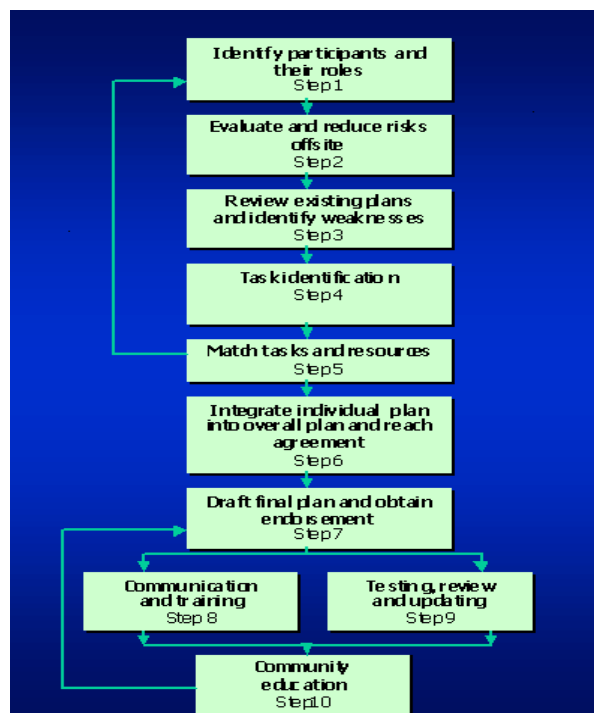 Identify participants and
their roles
Step1
Evaluate and reduce risks
offsite
Step2
Review existing plans
and identify weaknesses
Step3
Task identification
Step4
Match tasks and resources
Step5
Integrate individual plan
into overall plan and reach
agreement
Step6
Draft final plan and obtain
endorsement
Step7
Communication
and training
Step 8
Testing, review
and updating
Step9
Community
education
Step10